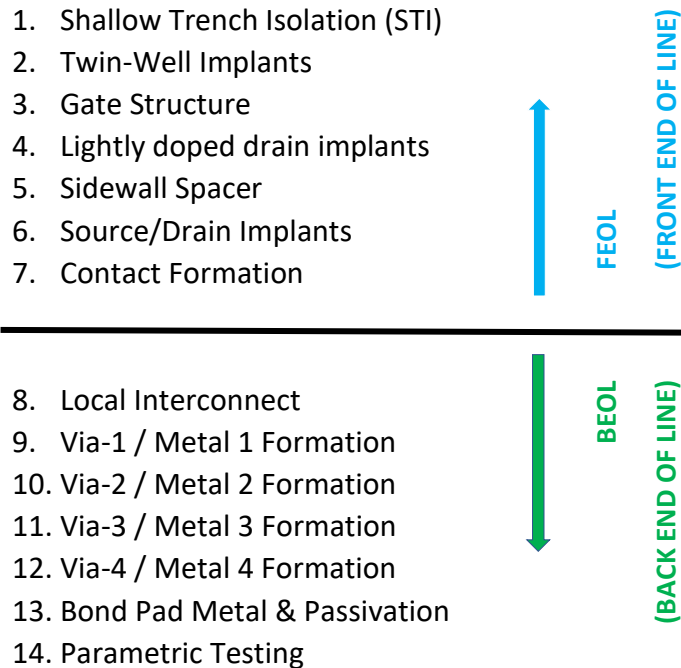 1. Shallow Trench Isolation (STI)
2. Twin-Well Implants
3. Gate Structure
4. Lightly doped drain implants
5. Sidewall Spacer
6. Source/Drain Implants
7. Contact Formation
FEOL
(FRONT END OF LINE)
8. Local Interconnect
9. Via-1 / Metal 1 Formation
10. Via-2 / Metal 2 Formation
11. Via-3 / Metal 3 Formation
12. Via-4 / Metal 4 Formation
13. Bond Pad Metal & Passivation
14. Parametric Testing
BEOL
(BACK END OF LINE)